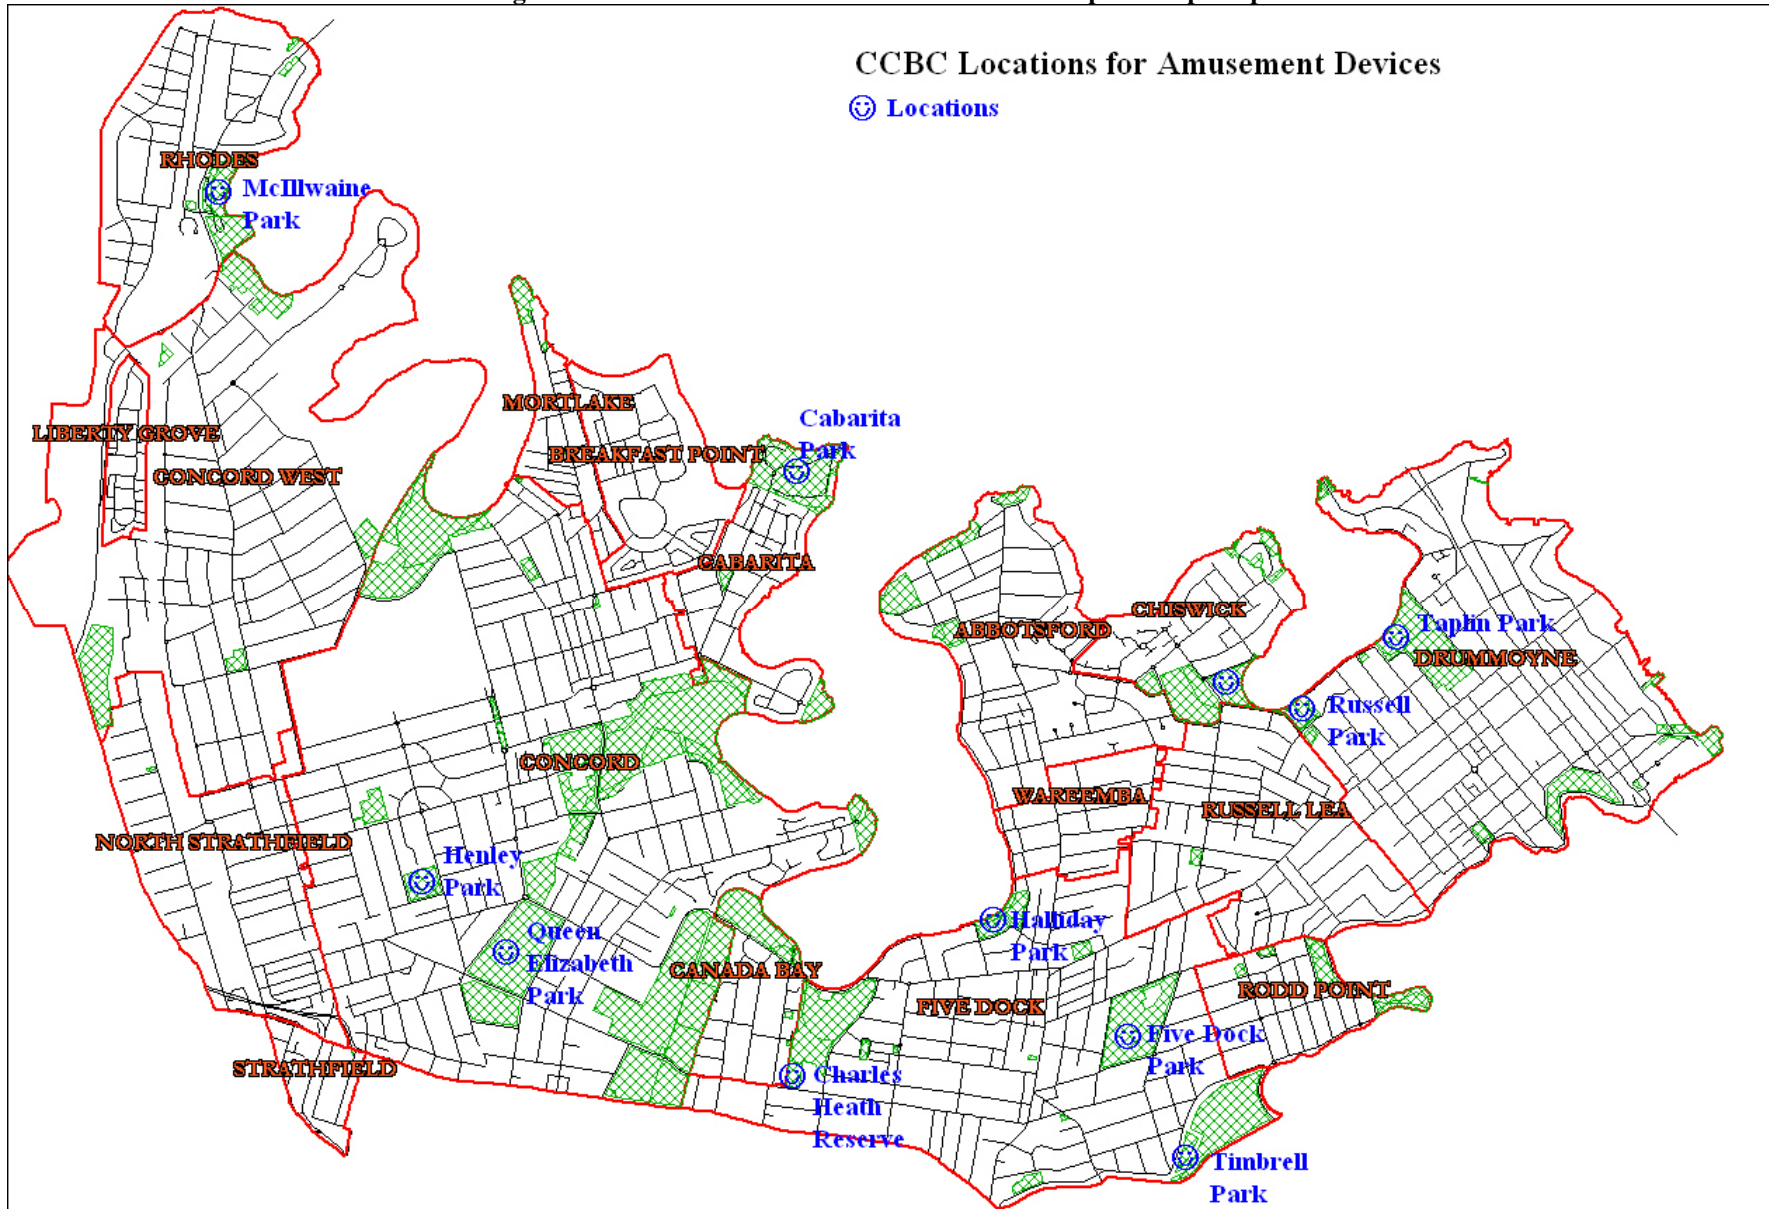 CCBC Locations for Amusement Devices
Locations
RHODES
McIllwaine
Park
MORTLAKE
Cabarita
Park
LIBERTY GROVE
BREAKFAST POINT
CONCORD WEST
CABARITA
CHISWICK
ABBOTSFORD
Taplin Park
DRUMMOYNE
Russell
Park
CONCORD
WAREEMBA
RUSSELL LEA
NORTH STRATHFIELD
Henley
Park
Halliday
Park
Queen
Elizabeth
Park
CANADA BAY
FIVE DOCK
RODD POINT
Five Dock
Park
STRATHFIELD
Charles
Heath
Reserve
Timbrell
Park